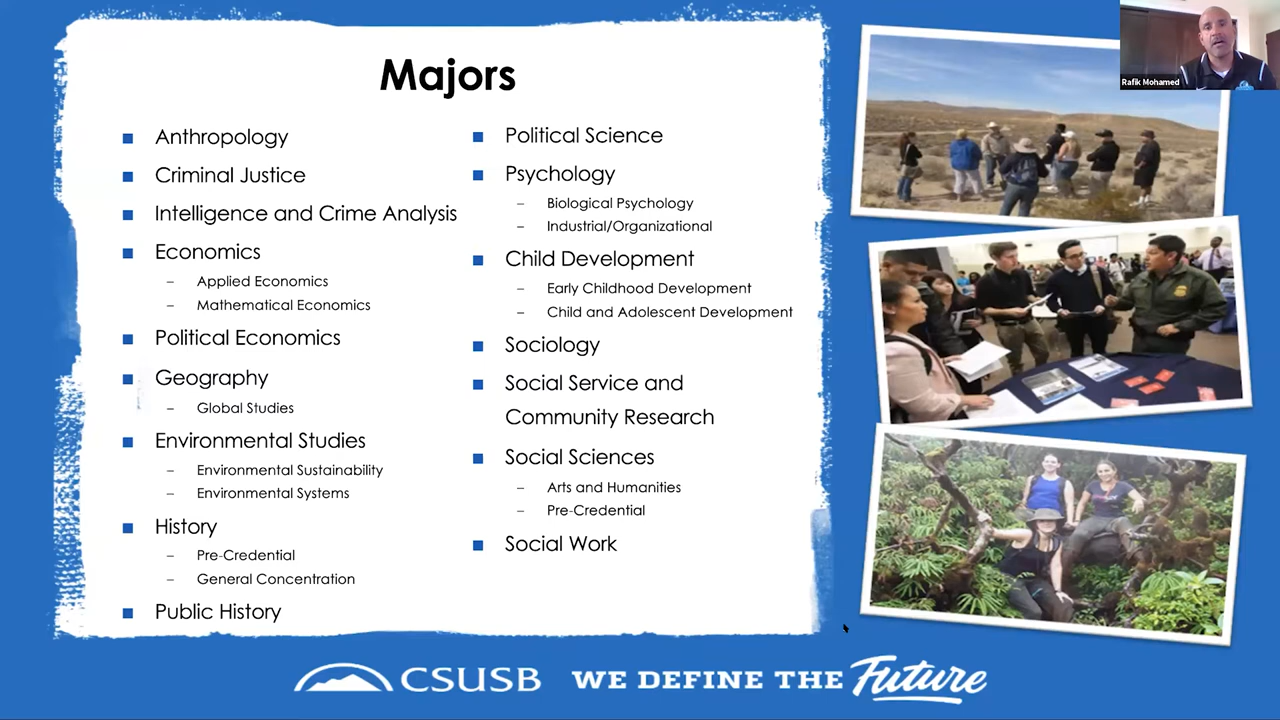 Majors
■ Anthropology
■ Criminal Justice
■ Intelligence and Crime Analysis
■ Economics
– Applied Economics
– Mathematical Economics
■ Political Economics
■ Geography
– Global Studies
■ Environmental Studies
– Environmental Sustainability
– Environmental Systems
■ History
– Pre-Credential
– General Concentration
■ Public History
■ Political Science
■ Psychology
– Biological Psychology
– Industrial/Organizational
■ Child Development
– Early Childhood Development
– Child and Adolescent Development
■ Sociology
■ Social Service and
Community Research
■ Social Sciences
– Arts and Humanities
– Pre-Credential
■ Social Work
Rafik Mohamed
CSUSB WE DEFINE THE Future